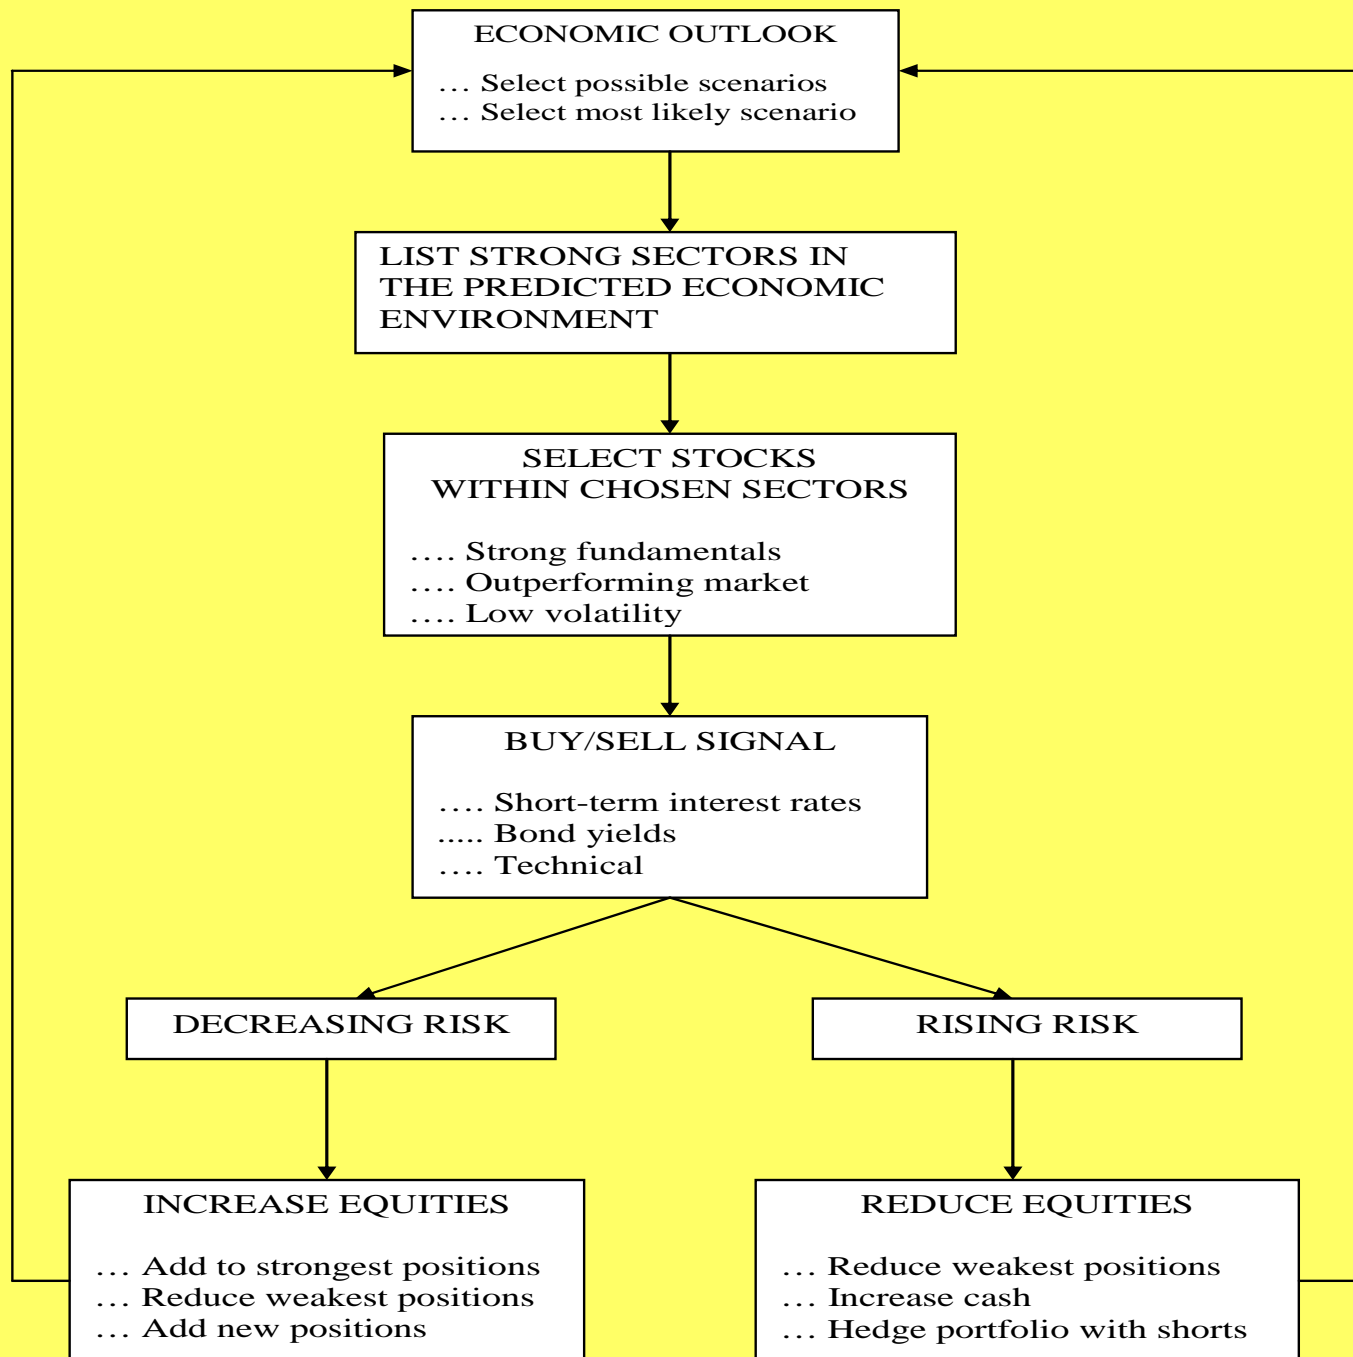 ECONOMIC OUTLOOK
… Select possible scenarios
… Select most likely scenario
LIST STRONG SECTORS IN
THE PREDICTED ECONOMIC
ENVIRONMENT
SELECT STOCKS
WITHIN CHOSEN SECTORS
…. Strong fundamentals
…. Outperforming market
…. Low volatility
BUY/SELL SIGNAL
…. Short-term interest rates
..... Bond yields
…. Technical
DECREASING RISK
RISING RISK
INCREASE EQUITIES
… Add to strongest positions
… Reduce weakest positions
… Add new positions
REDUCE EQUITIES
… Reduce weakest positions
… Increase cash
… Hedge portfolio with shorts